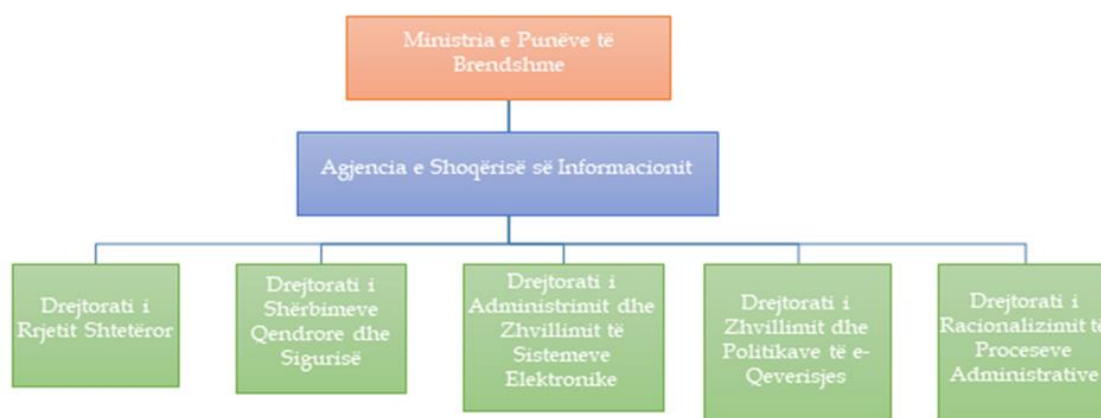 Ministria e Punëve të
Brendshme
Agjencia e Shoqërisë së Informacionit
Drejtorati i
Rrjetit Shtetëror
Drejtorati i
Shërbimeve
Qendrore dhe
Sigurisë
Drejtorati i
Administrimit dhe
Zhvillimit të
Sistemeve
Elektronike
Drejtorati i
Zhvillimit dhe
Politikave të e-
Qeverisjes
Drejtorati i
Racionalizimit të
Proceseve
Administrative